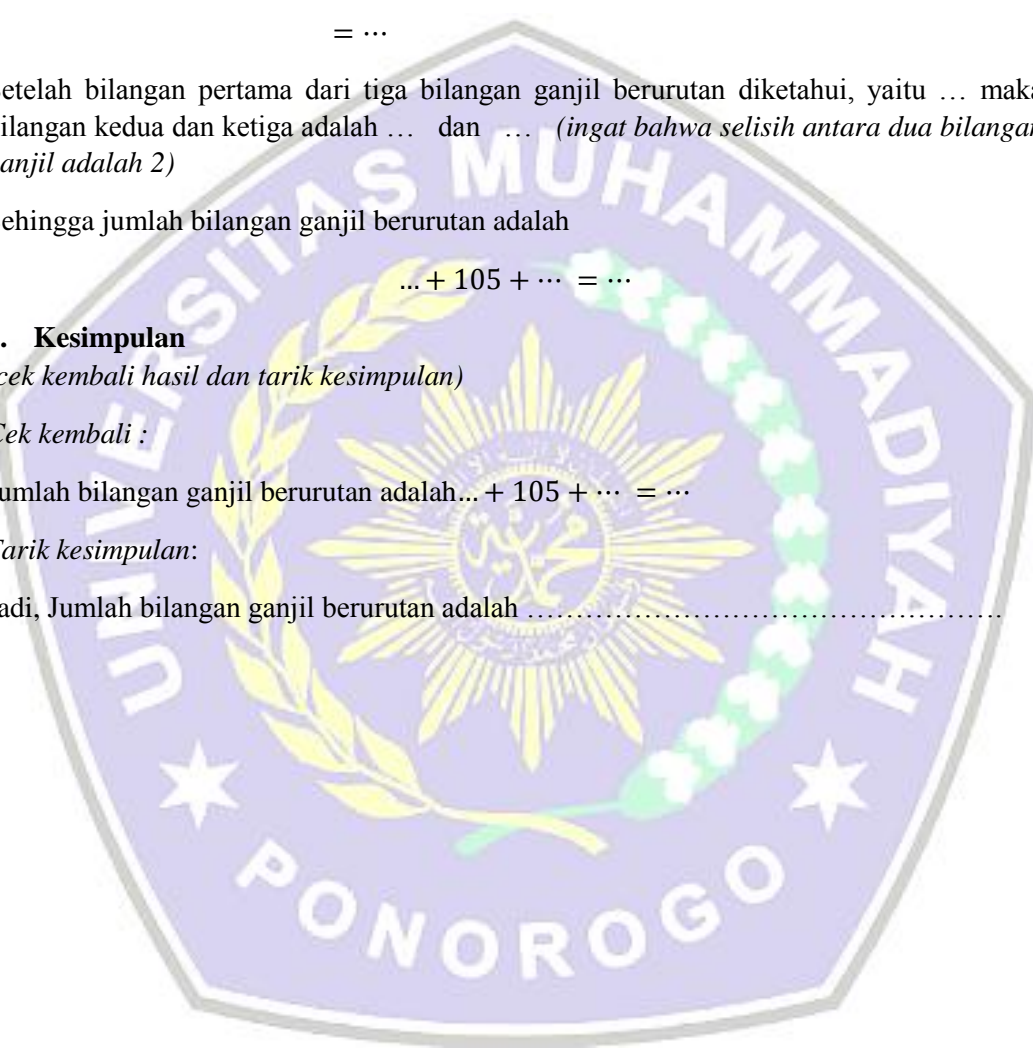 = ⋯
etelah bilangan pertama dari tiga bilangan ganjil berurutan diketahui, yaitu … maka
ilangan kedua dan ketiga adalah … dan … (ingat bahwa selisih antara dua bilangan
anjil adalah 2)
ehingga jumlah bilangan ganjil berurutan adalah
… + 105 + ⋯ = ⋯
. Kesimpulan
cek kembali hasil dan tarik kesimpulan)
Cek kembali :
umlah bilangan ganjil berurutan adalah… + 105 + ⋯ = ⋯
Tarik kesimpulan:
adi, Jumlah bilangan ganjil berurutan adalah …………………………………………
UNIVERSITAS MUHAMMADIYAH
PONOROGO